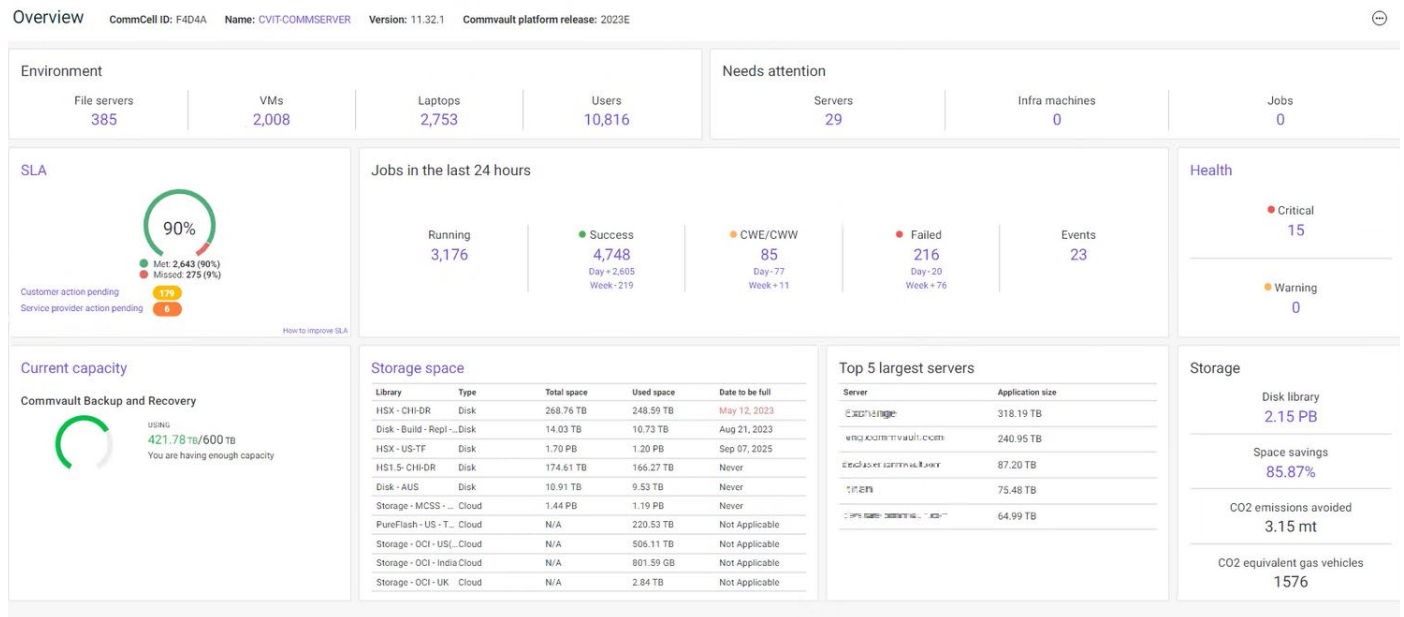 Overview CommCell ID: F4D4A Name: CVIT-COMMSERVER Version: 11.32.1 Commvault platform release: 2023E
Environment
File servers VMs Laptops Users
385 2,008 2,753 10,816
Needs attention
Servers Infra machines Jobs
29 0 0
SLA
90%
Met: 2,643 (90%)
Missed: 275 (9%)
Customer action pending 179
Service provider action pending 6
How to improve SLA
Jobs in the last 24 hours
Running Success CWE/CWW Failed Events
3,176 4,748 85 216 23
Day + 2,605 Day - 77 Day - 20
Week - 219 Week + 11 Week + 76
Health
Critical
15
Warning
0
Current capacity
Commvault Backup and Recovery
USING
421.78 TB/600 TB
You are having enough capacity
Storage space
Library Type Total space Used space Date to be full
HSX - CHI-DR Disk 268.76 TB 248.59 TB May 12, 2023
Disk - Build - Repl -... Disk 14.03 TB 10.73 TB Aug 21, 2023
HSX - US-TF Disk 1.70 PB 1.20 PB Sep 07, 2025
HS1.5- CHI-DR Disk 174.61 TB 166.27 TB Never
Disk - AUS Disk 10.91 TB 9.53 TB Never
Storage - MCSS - ... Cloud 1.44 PB 1.19 PB Never
PureFlash - US - T... Cloud N/A 220.53 TB Not Applicable
Storage - OCI - US(... Cloud N/A 506.11 TB Not Applicable
Storage - OCI - India Cloud N/A 801.59 GB Not Applicable
Storage - OCI - UK Cloud N/A 2.84 TB Not Applicable
Top 5 largest servers
Server Application size
Exchange 318.19 TB
240.95 TB
87.20 TB
75.48 TB
64.99 TB
Storage
Disk library
2.15 PB
Space savings
85.87%
CO2 emissions avoided
3.15 mt
CO2 equivalent gas vehicles
1576